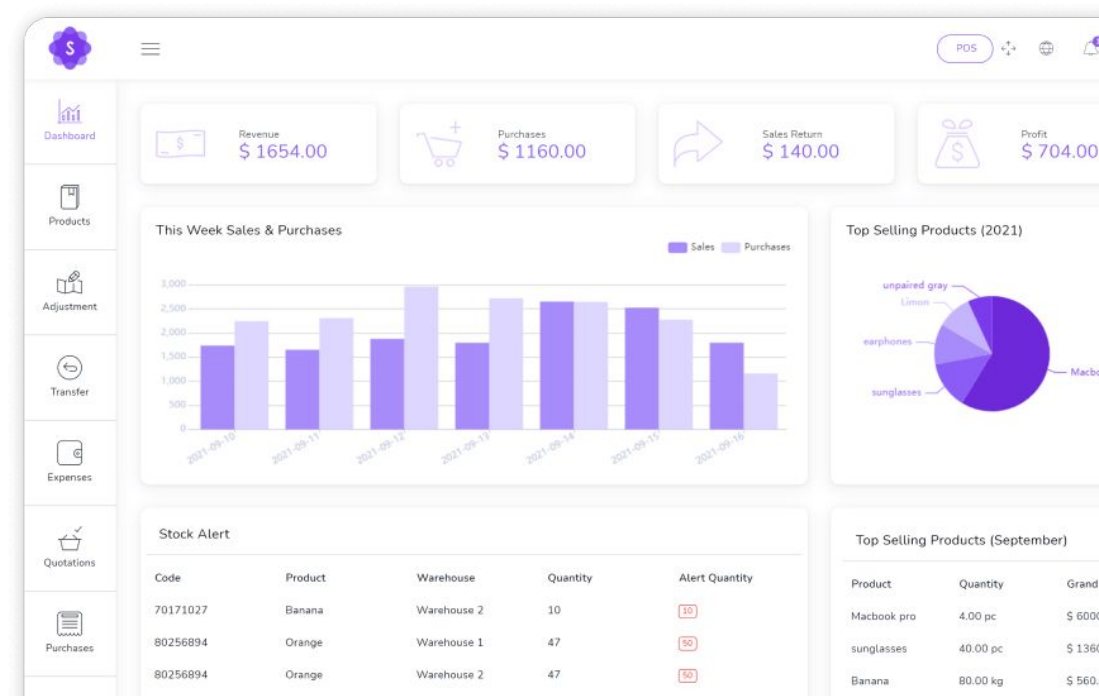 S
POS
Dashboard
Products
Adjustment
Transfer
Expenses
Quotations
Purchases
Revenue
$ 1654.00
Purchases
$ 1160.00
Sales Return
$ 140.00
Profit
$ 704.00
This Week Sales & Purchases
Sales Purchases
3,000
2,500
2,000
1,500
1,000
500
0
2021-09-10 2021-09-11 2021-09-12 2021-09-13 2021-09-14 2021-09-15 2021-09-16
Top Selling Products (2021)
unpaired gray
Limon
earphones
sunglasses
Stock Alert
Code Product Warehouse Quantity Alert Quantity
70171027 Banana Warehouse 2 10 10
80256894 Orange Warehouse 1 47 50
80256894 Orange Warehouse 2 47 50
Top Selling Products (September)
Product Quantity Grand
Macbook pro 4.00 pc
sunglasses 40.00 pc
Banana 80.00 kg $ 560.